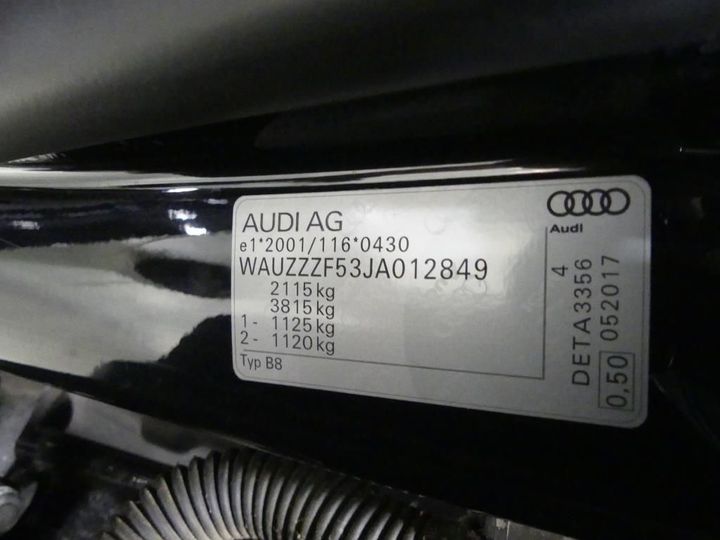 AUDI AG
e1*2001/116*0430
WAUZZZF53JA012849
2115 kg
3815 kg
1 - 1125 kg
2 - 1120 kg
Typ B8
Audi
4
DETA3356
0,50 052017